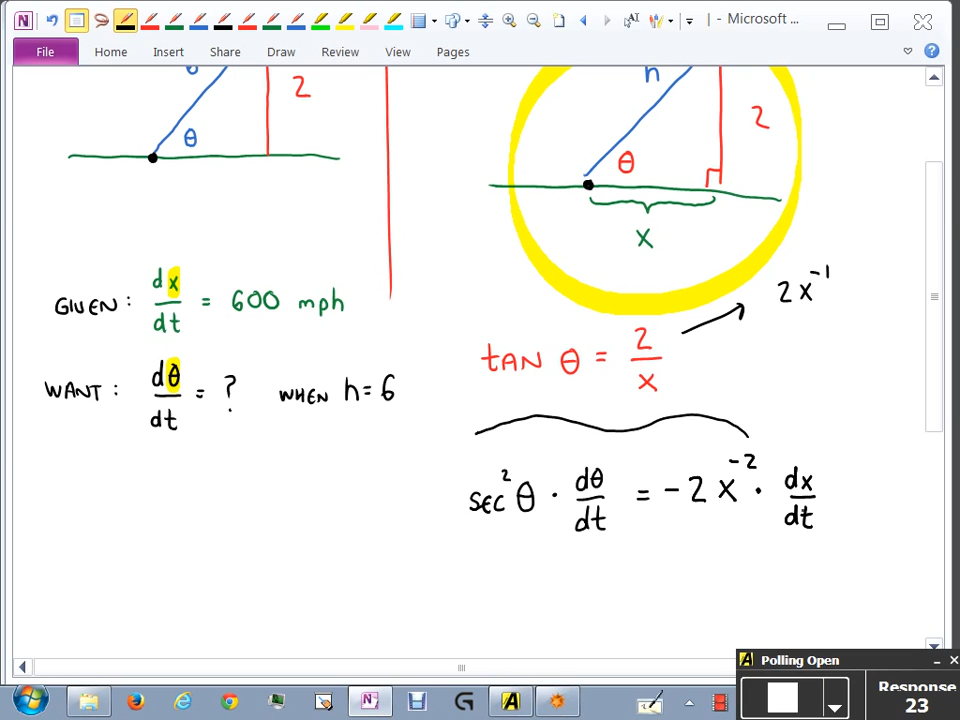 | - Microsoft ...
File Home Insert Share Draw Review View Pages
2
h
θ
2
θ
x
GIVEN: dx/dt = 600 mph
2x⁻¹
tan θ = 2/x
WANT: dθ/dt = ? WHEN h = 6
sec² θ · dθ/dt = -2x⁻² · dx/dt
Polling Open
Response
23